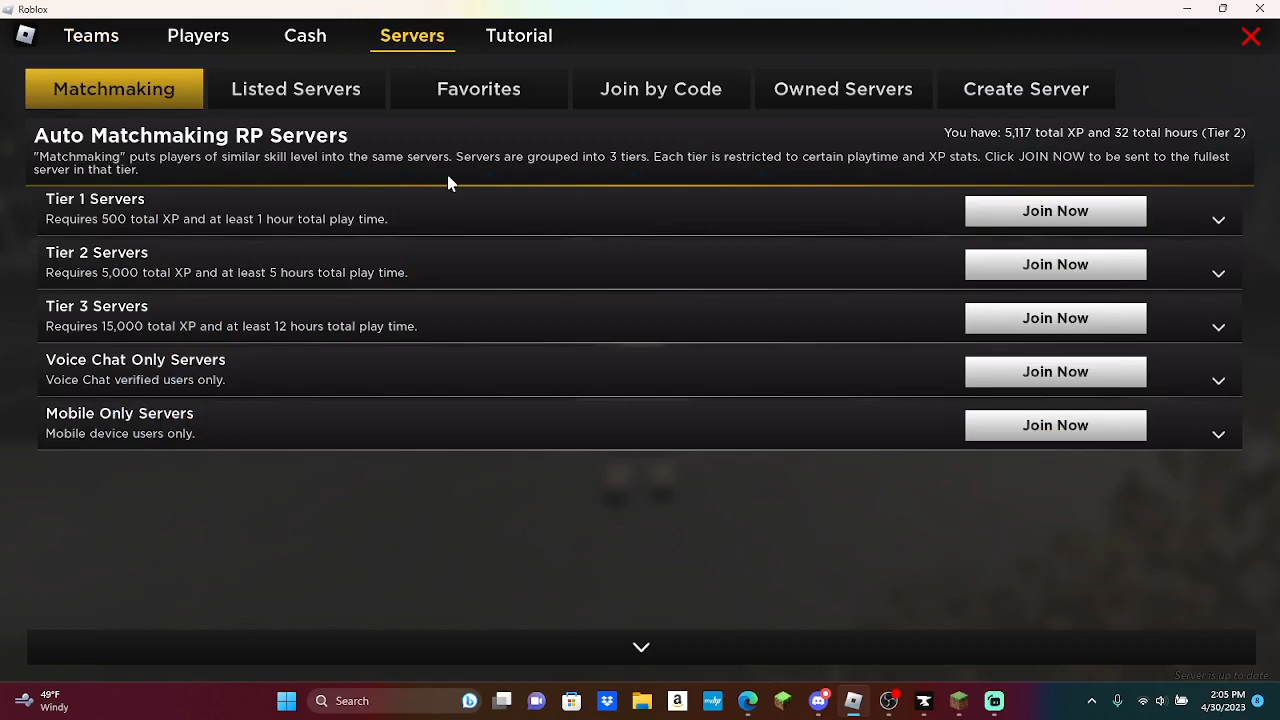 Roblox
Teams Players Cash Servers Tutorial
Matchmaking Listed Servers Favorites Join by Code Owned Servers Create Server
Auto Matchmaking RP Servers
You have: 5,117 total XP and 32 total hours (Tier 2)
"Matchmaking" puts players of similar skill level into the same servers. Servers are grouped into 3 tiers. Each tier is restricted to certain playtime and XP stats. Click JOIN NOW to be sent to the fullest
server in that tier.
Tier 1 Servers
Requires 500 total XP and at least 1 hour total play time.
Join Now
Tier 2 Servers
Requires 5,000 total XP and at least 5 hours total play time.
Join Now
Tier 3 Servers
Requires 15,000 total XP and at least 12 hours total play time.
Join Now
Voice Chat Only Servers
Voice Chat verified users only.
Join Now
Mobile Only Servers
Mobile device users only.
Join Now
Server is up to date.
49°F
Windy
Search
mdp
2:05 PM
4/30/2023
8